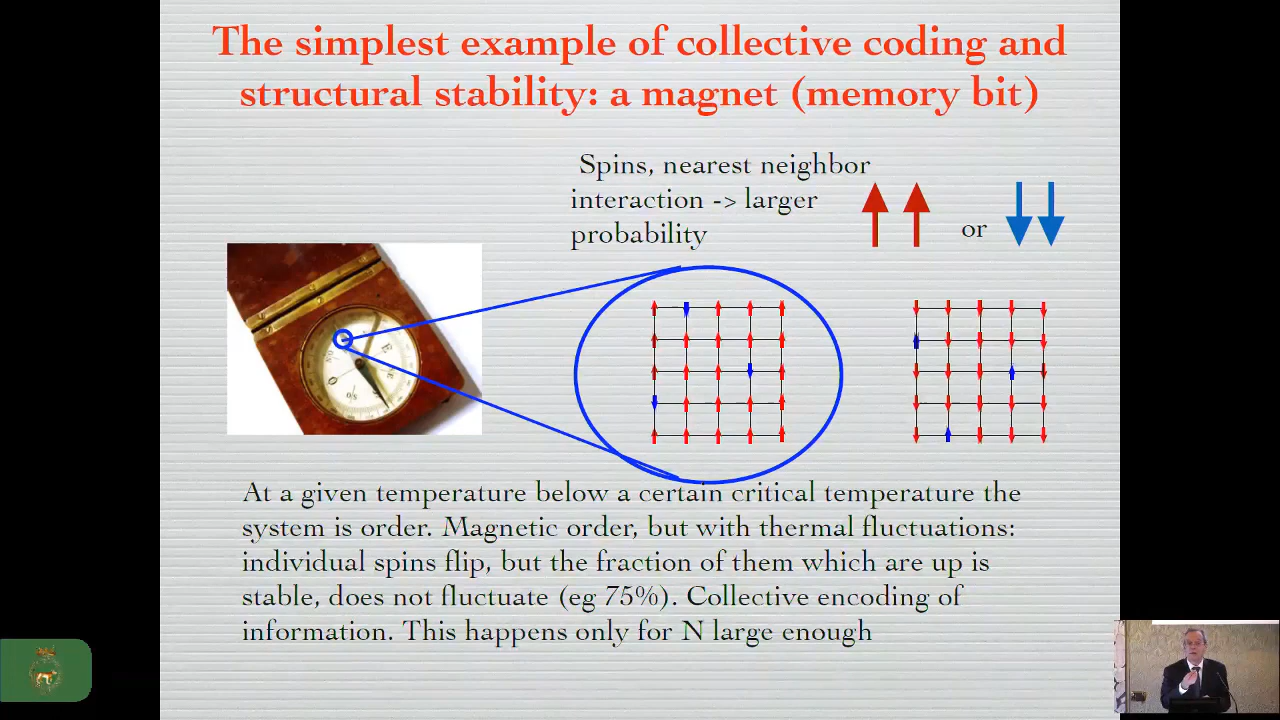 The simplest example of collective coding and
structural stability: a magnet (memory bit)
Spins, nearest neighbor
interaction -> larger
probability
or
At a given temperature below a certain critical temperature the
system is order. Magnetic order, but with thermal fluctuations:
individual spins flip, but the fraction of them which are up is
stable, does not fluctuate (eg 75%). Collective encoding of
information. This happens only for N large enough